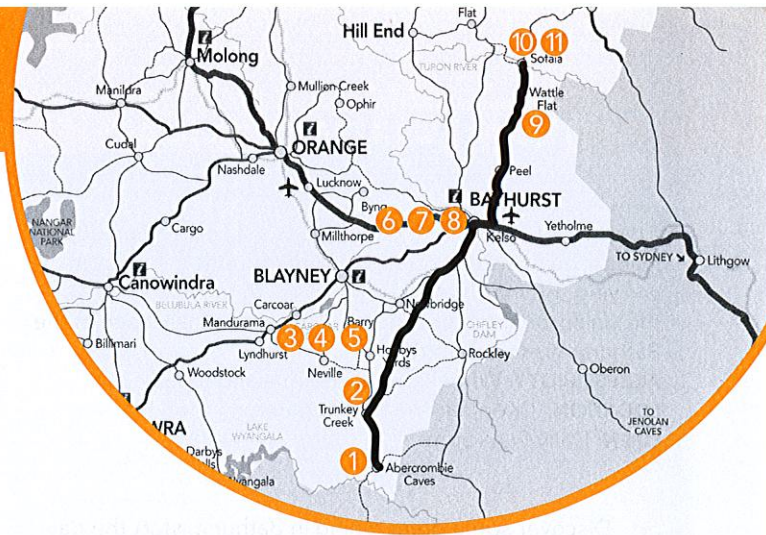 Flat
Hill End
10 11
Sofala
TURON RIVER
Molong
Mullion Creek
Ophir
Wattle
Flat
9
Manildra
Cudal
ORANGE
Nashdale
Lucknow
Peel
BATHURST
Byng
6 7 8
NANGAR
NATIONAL
PARK
Cargo
Millthorpe
Kelso
Yetholme
TO SYDNEY
Lithgow
Canowindra
BLAYNEY
BELUBULA RIVER
Carcoar
Newbridge
Mandurama
Barry
CHIFLEY
DAM
3 4 5
Billmari
Lyndhurst
Hobbys
Yards
Rockley
Woodstock
Neville
Oberon
2
Trunkey
Creek
TO
JENOLAN
CAVES
WRA
LAKE
WYANGALA
Darbys
1
Abercrombie
Caves